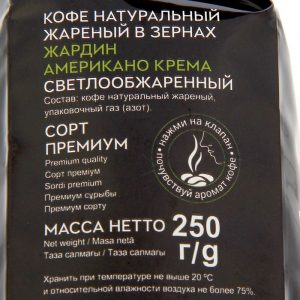 КОФЕ НАТУРАЛЬНЫЙ
ЖАРЕНЫЙ В ЗЕРНАХ
ЖАРДИН
АМЕРИКАНО КРЕМА
СВЕТЛООБЖАРЕННЫЙ
Состав: кофе натуральный жареный,
упаковочный газ (азот).
СОРТ
ПРЕМИУМ
Premium quality
Сорт преміум
Sordi premium
Премиум сұрыбы
Премиум сорту
нажми на клапан
почувствуй аромат кофе
МАССА НЕТТО 250 г/g
Net weight / Masa netă
Таза салмағы / Таза салмагы
Хранить при температуре не выше 20 °С
и относительной влажности воздуха не более 75%.